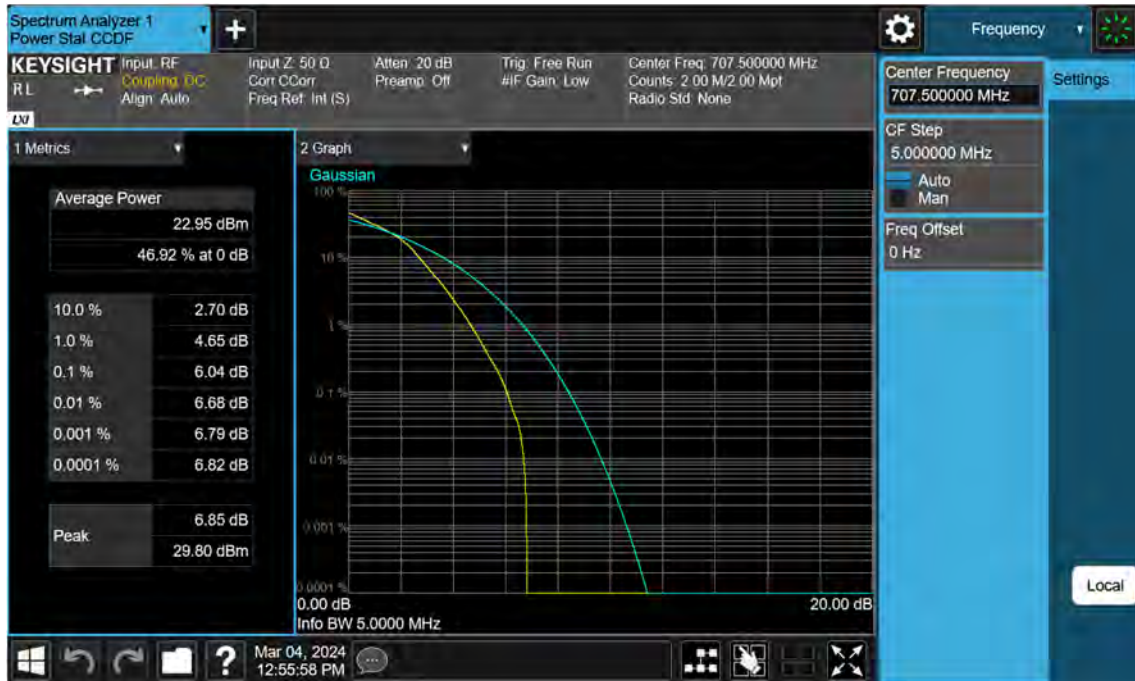 Spectrum Analyzer 1
Power Stat CCDF
Frequency
KEYSIGHT
Input: RF
Coupling: DC
Align: Auto
Input Z: 50 Ω
Corr CCorr
Freq Ref: Int (S)
Atten: 20 dB
Preamp: Off
Trig: Free Run
#IF Gain: Low
Center Freq: 707.500000 MHz
Counts: 2.00 M/2.00 Mpt
Radio Std: None
RL
LXI
Center Frequency
707.500000 MHz
Settings
CF Step
5.000000 MHz
Auto
Man
Freq Offset
0 Hz
1 Metrics
Average Power
22.95 dBm
46.92 % at 0 dB
10.0 % 2.70 dB
1.0 % 4.65 dB
0.1 % 6.04 dB
0.01 % 6.68 dB
0.001 % 6.79 dB
0.0001 % 6.82 dB
Peak
6.85 dB
29.80 dBm
2 Graph
Gaussian
100 %
10 %
1 %
0.1 %
0.01 %
0.001 %
0.0001 %
0.00 dB
20.00 dB
Info BW 5.0000 MHz
Local
?
Mar 04, 2024
12:55:58 PM